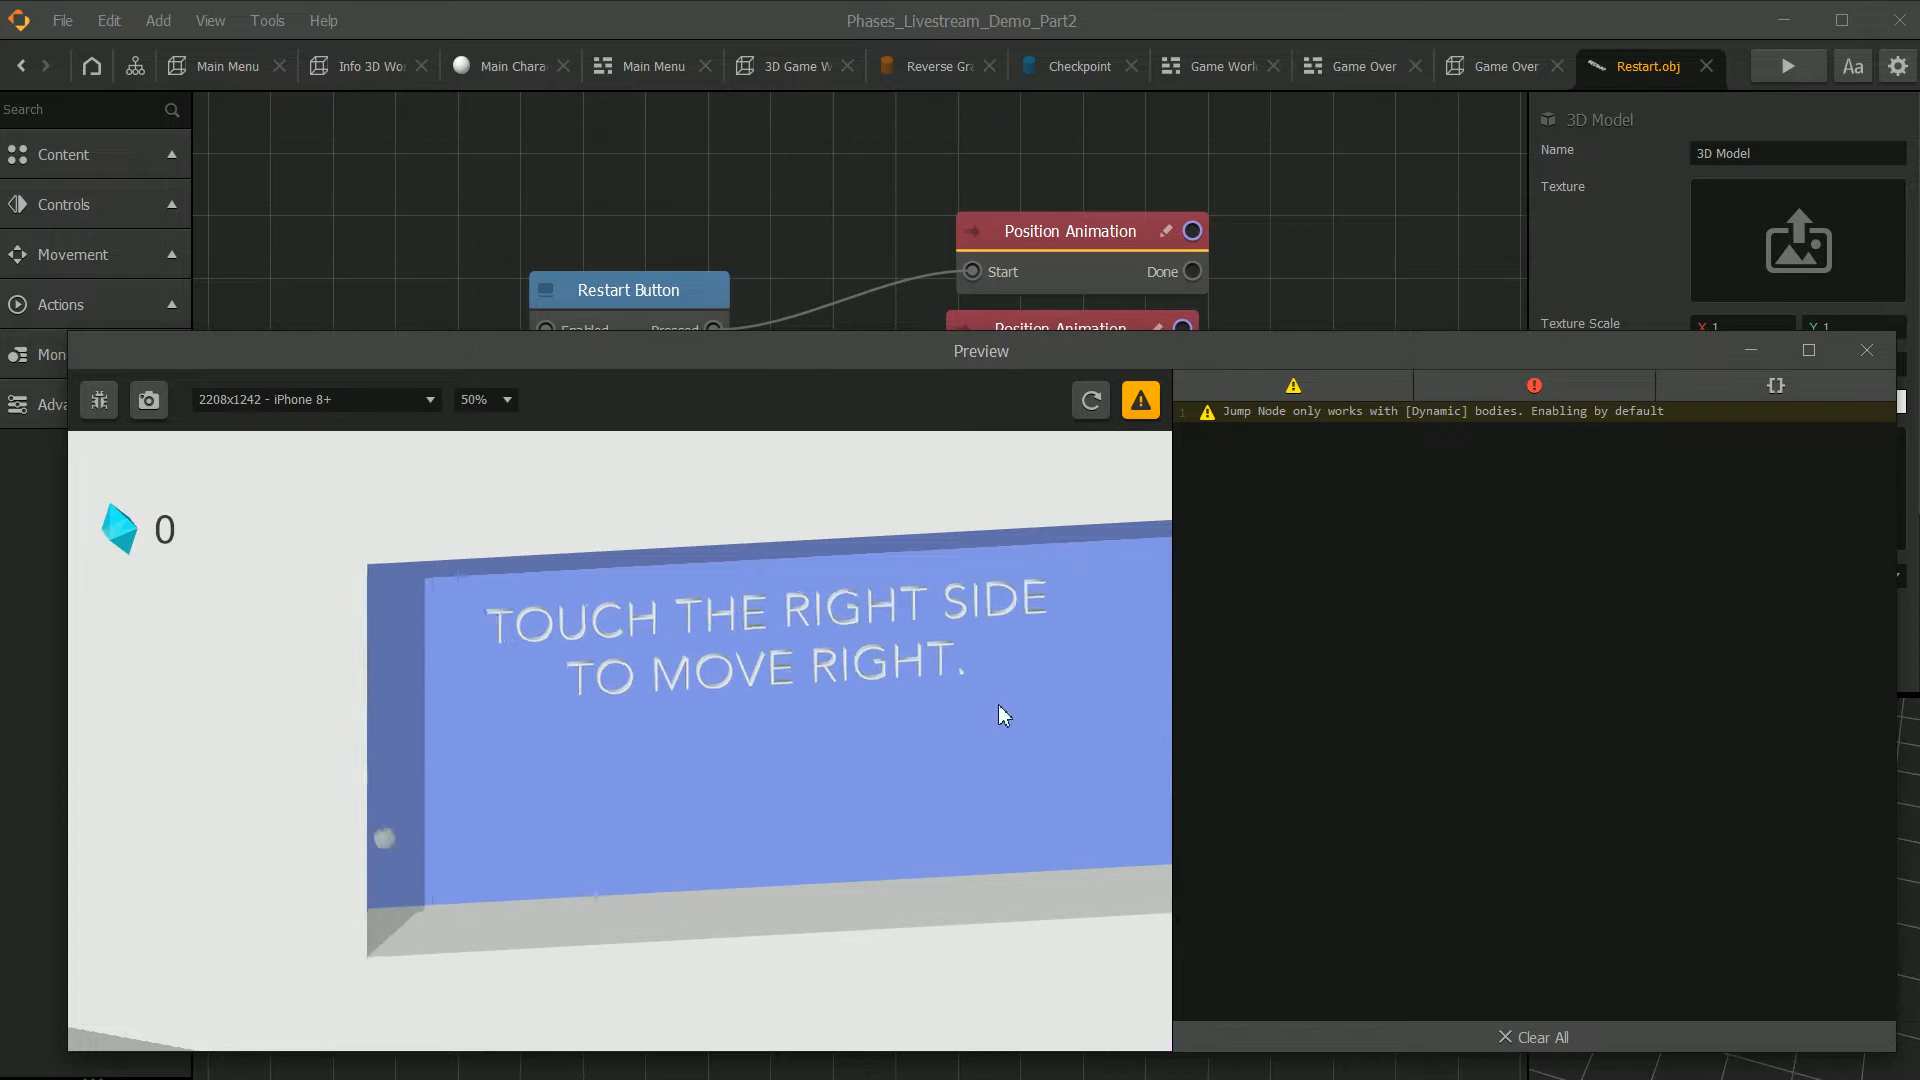 File Edit View Add Tools Help
Phases_Livestream_Demo_Part2
Main Menu
Info 3D Wo
Main Chara
Main Menu
3D Game W
Reverse Gra
Checkpoint
Game Worl
Game Over
Game Over
Restart.obj
Aa
Search
Content
Controls
Movement
Actions
Mon
Adva
Restart Button
Enabled Pressed
Position Animation
Start Done
Position Animation
3D Model
Name 3D Model
Texture
Texture Scale X 1 Y 1
Preview
2208x1242 - iPhone 8+ 50%
{}
1 Jump Node only works with [Dynamic] bodies. Enabling by default
0
TOUCH THE RIGHT SIDE
TO MOVE RIGHT.
Clear All